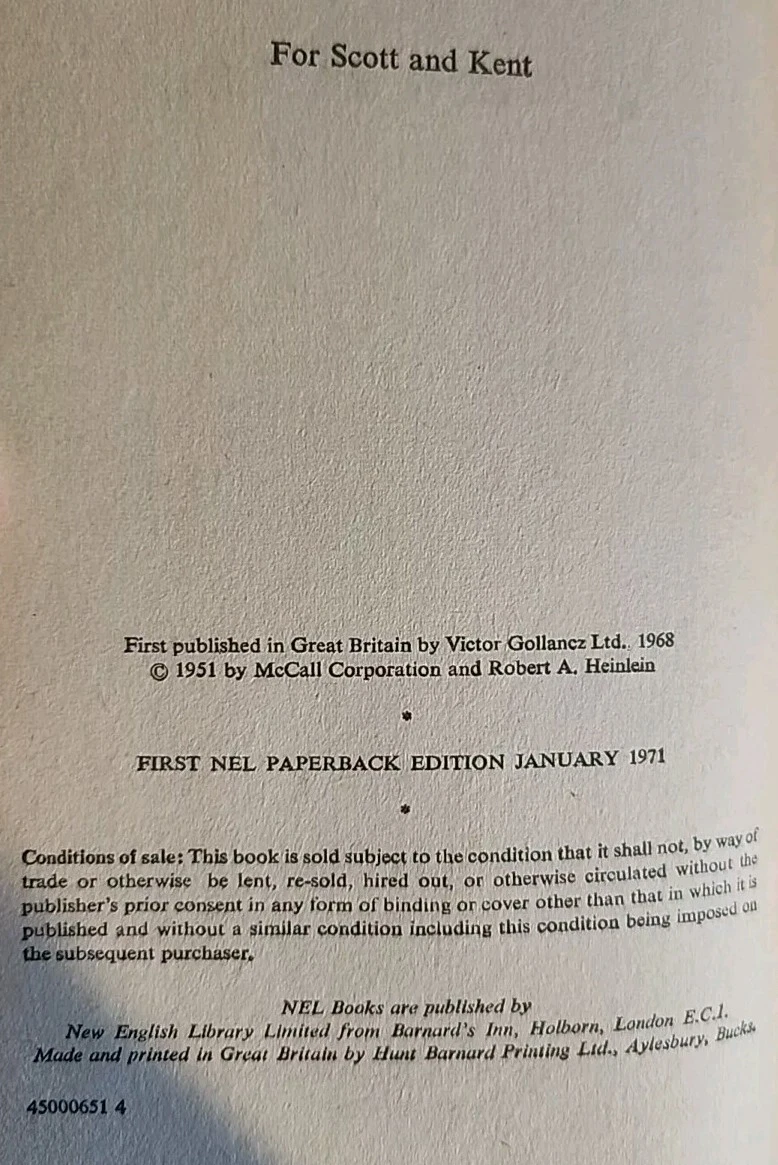 For Scott and Kent
First published in Great Britain by Victor Gollancz Ltd.. 1968
© 1951 by McCall Corporation and Robert A. Heinlein
*
FIRST NEL PAPERBACK EDITION JANUARY 1971
*
Conditions of sale: This book is sold subject to the condition that it shall not, by way of
trade or otherwise be lent, re-sold, hired out, or otherwise circulated without the
publisher's prior consent in any form of binding or cover other than that in which it is
published and without a similar condition including this condition being imposed on
the subsequent purchaser.
NEL Books are published by
New English Library Limited from Barnard's Inn, Holborn, London E.C.1.
Made and printed in Great Britain by Hunt Barnard Printing Ltd., Aylesbury, Bucks.
45000651 4